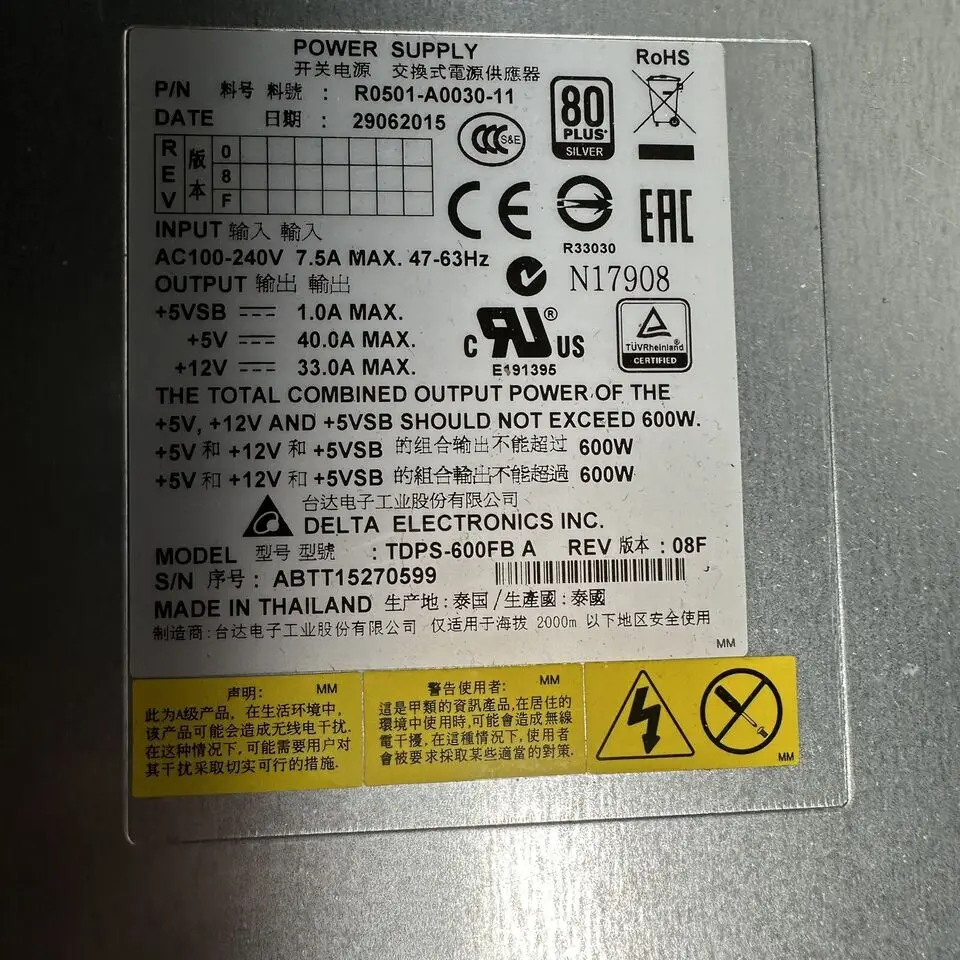 POWER SUPPLY
开关电源 交換式電源供應器
P/N 料号 料號 : R0501-A0030-11
DATE 日期 : 29062015
REV 版本 0 8 F
S&E
80 PLUS SILVER
RoHS
CE
EAC
R33030
N17908
INPUT 输入 輸入
AC100-240V 7.5A MAX. 47-63Hz
OUTPUT 输出 輸出
+5VSB 1.0A MAX.
+5V 40.0A MAX.
+12V 33.0A MAX.
c RU ® US
E191395
TÜVRheinland®
CERTIFIED
THE TOTAL COMBINED OUTPUT POWER OF THE
+5V, +12V AND +5VSB SHOULD NOT EXCEED 600W.
+5V 和 +12V 和 +5VSB 的组合输出不能超过 600W
+5V 和 +12V 和 +5VSB 的組合輸出不能超過 600W
台达电子工业股份有限公司
DELTA ELECTRONICS INC.
MODEL 型号 型號 : TDPS-600FB A REV 版本 : 08F
S/N 序号 : ABTT15270599
MADE IN THAILAND 生产地:泰国/生產國:泰國
制造商:台达电子工业股份有限公司 仅适用于海拔 2000m 以下地区安全使用
MM
声明: MM
此为A级产品, 在生活环境中,
该产品可能会造成无线电干扰.
在这种情况下, 可能需要用户对
其干扰采取切实可行的措施.
警告使用者: MM
這是甲類的資訊產品,在居住的
環境中使用時,可能會造成無線
電干擾,在這種情況下,使用者
會被要求採取某些適當的對策.
MM